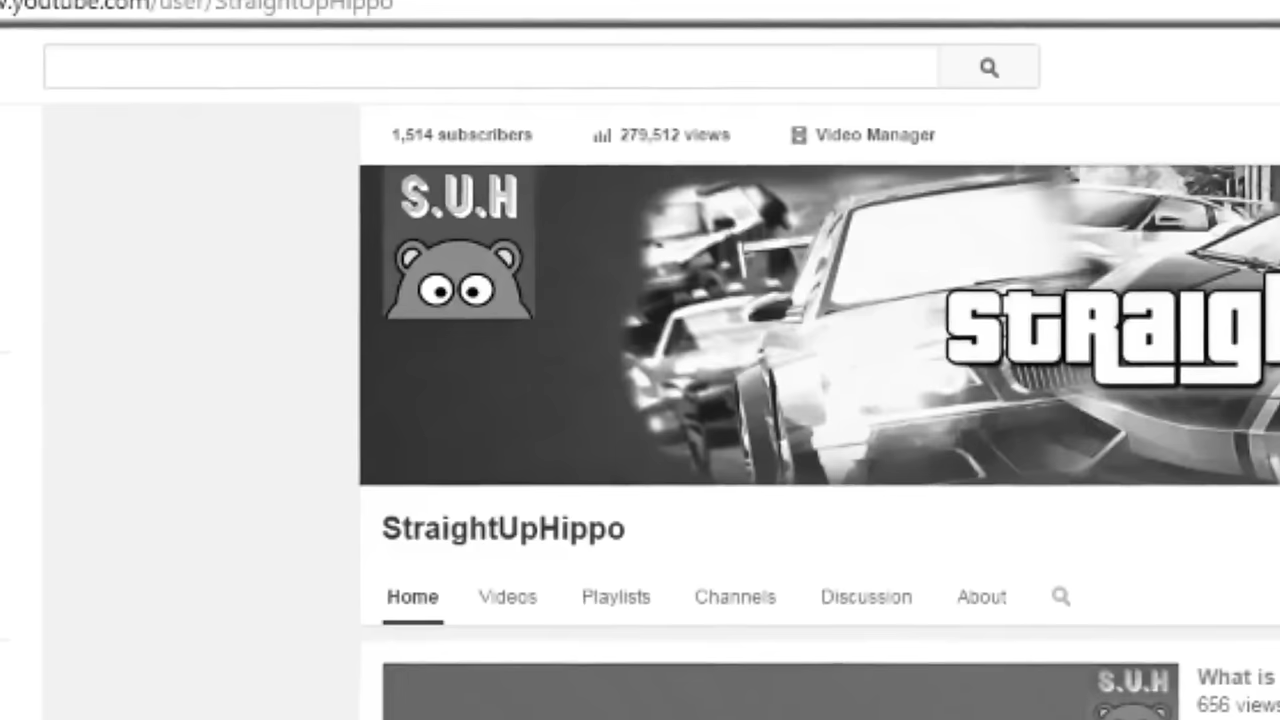 w.youtube.com/user/StraightUpHippo
1,514 subscribers 279,512 views Video Manager
S.U.H
StRaig
StraightUpHippo
Home Videos Playlists Channels Discussion About
S.U.H
What is
656 views